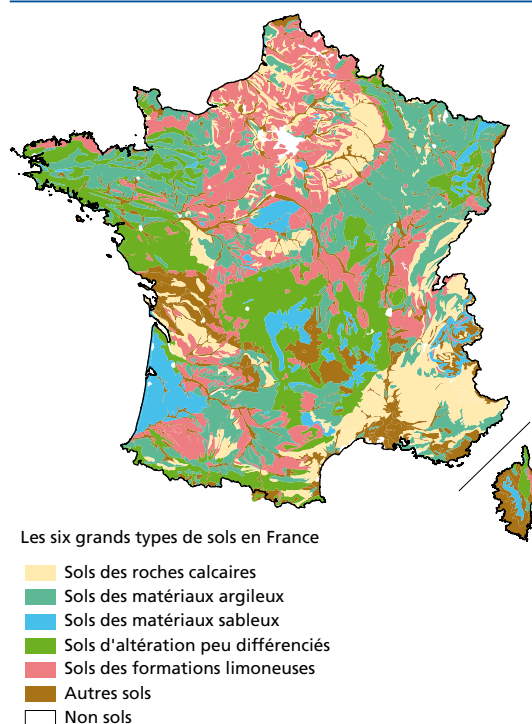 Les six grands types de sols en France
Sols des roches calcaires
Sols des matériaux argileux
Sols des matériaux sableux
Sols d'altération peu différenciés
Sols des formations limoneuses
Autres sols
Non sols